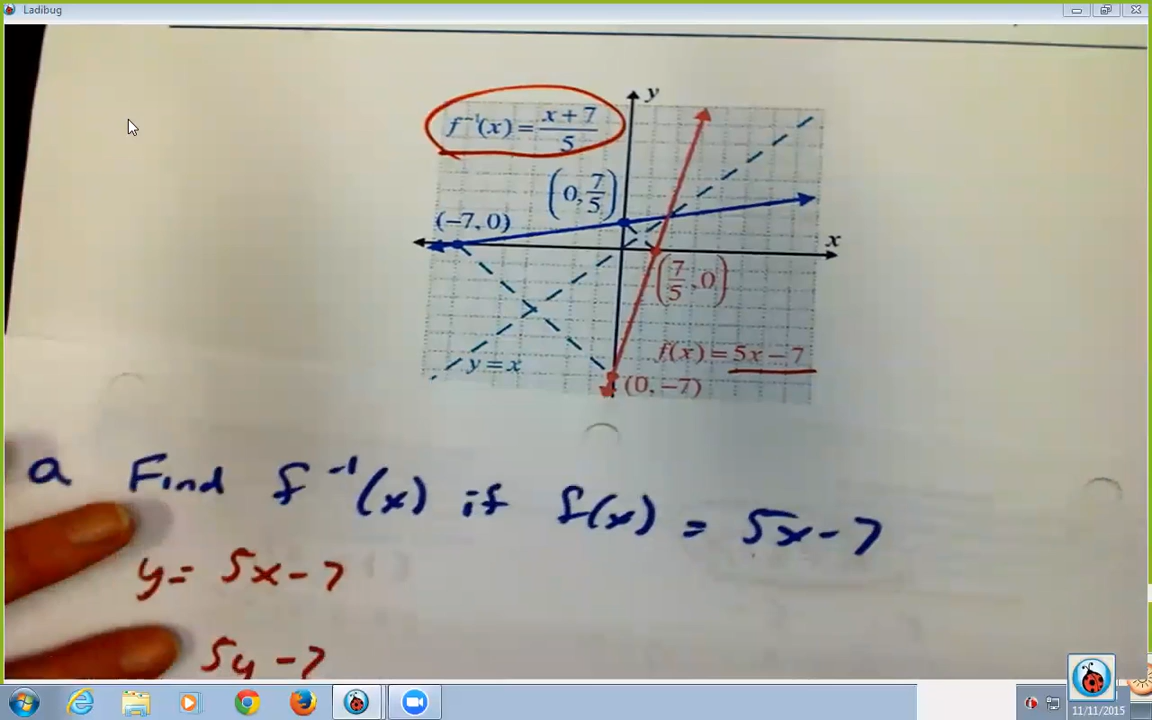 Ladibug
y
f⁻¹(x) = (x + 7)/5
(0, 7/5)
(−7, 0)
x
(7/5, 0)
f(x) = 5x − 7
y = x
(0, −7)
a Find f⁻¹(x) if f(x) = 5x - 7
y = 5x - 7
5y - 7
11/11/2015